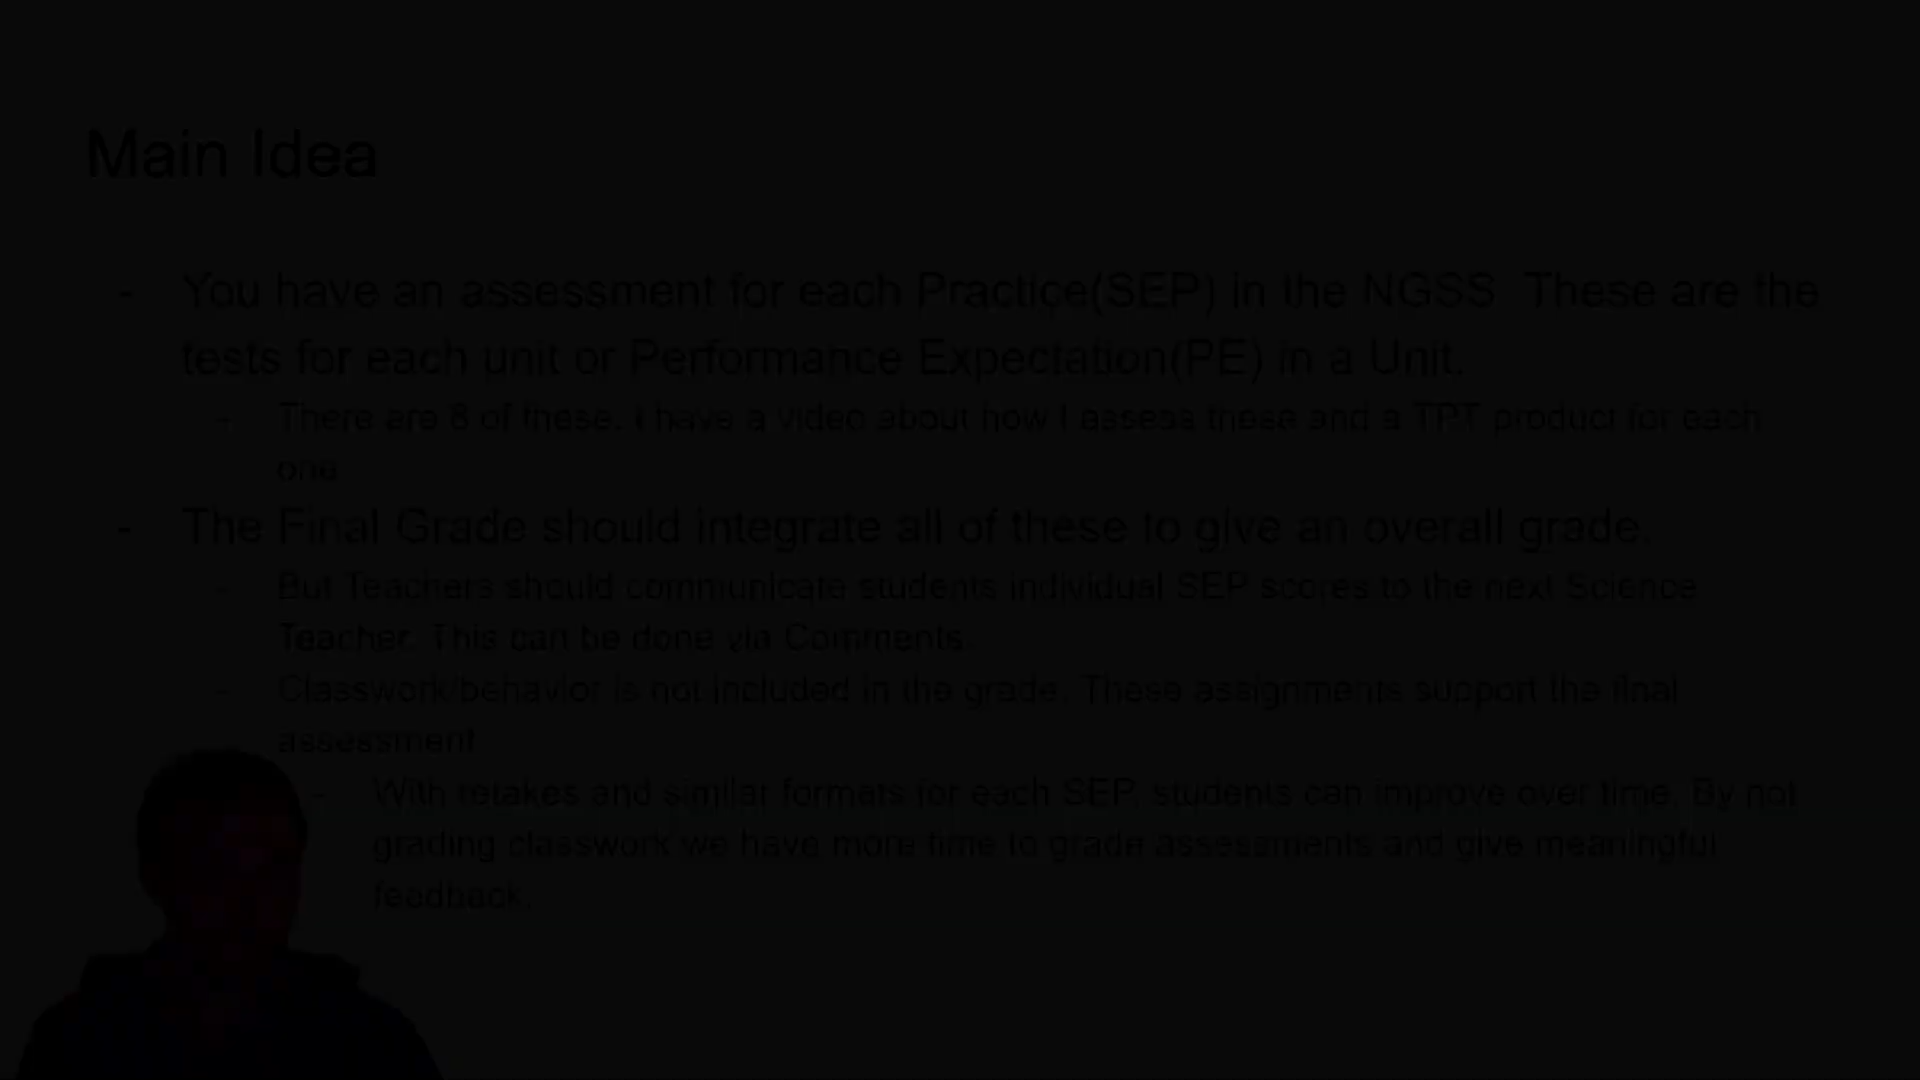 Main Idea
- You have an assessment for each Practice(SEP) in the NGSS. These are the
tests for each unit or Performance Expectation(PE) in a Unit.
- There are 8 of these. I have a video about how I assess these and a TPT product for each
one
- The Final Grade should integrate all of these to give an overall grade.
- But Teachers should communicate students individual SEP scores to the next Science
Teacher. This can be done via Comments.
- Classwork/behavior is not included in the grade. These assignments support the final
assessment
- With retakes and similar formats for each SEP, students can improve over time. By not
grading classwork we have more time to grade assessments and give meaningful
feedback.